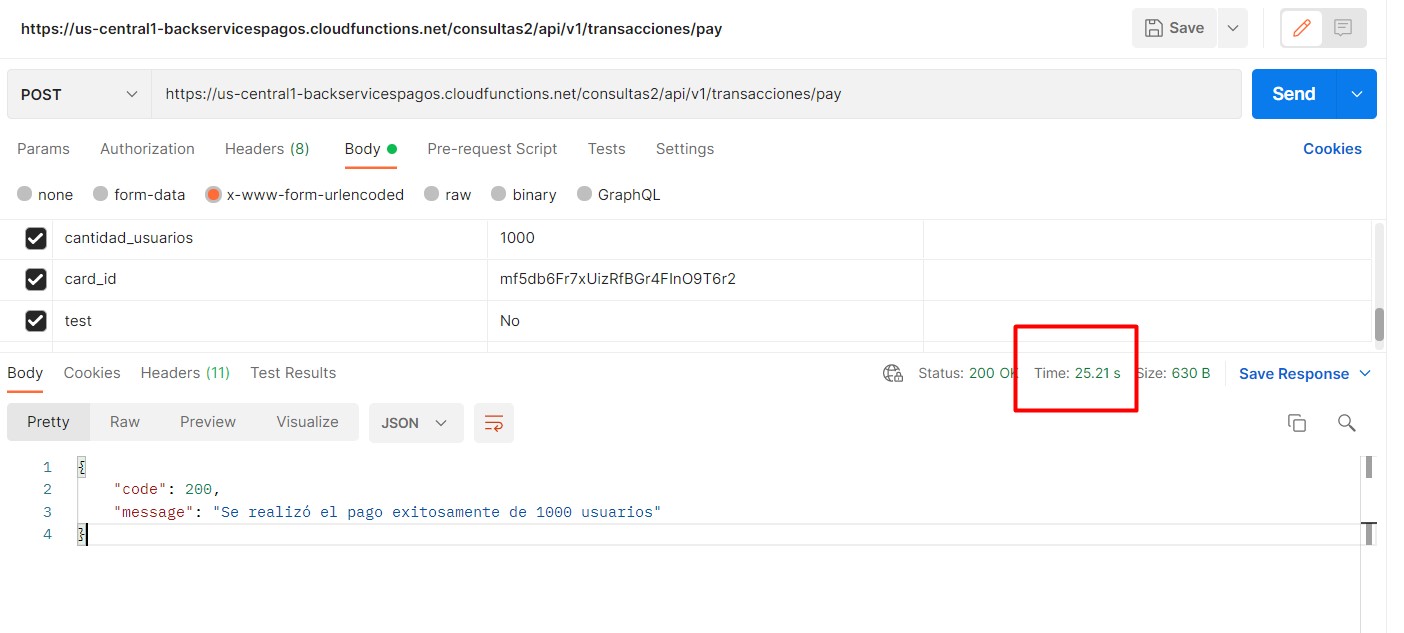 https://us-central1-backservicespagos.cloudfunctions.net/consultas2/api/v1/transacciones/pay Save
POST https://us-central1-backservicespagos.cloudfunctions.net/consultas2/api/v1/transacciones/pay Send
Params Authorization Headers (8) Body Pre-request Script Tests Settings Cookies
none form-data x-www-form-urlencoded raw binary GraphQL
cantidad_usuarios 1000
card_id mf5db6Fr7xUizRfBGr4FInO9T6r2
test No
Body Cookies Headers (11) Test Results Status: 200 OK Time: 25.21 s Size: 630 B Save Response
Pretty Raw Preview Visualize JSON
1 {
2 "code": 200,
3 "message": "Se realizó el pago exitosamente de 1000 usuarios"
4 }